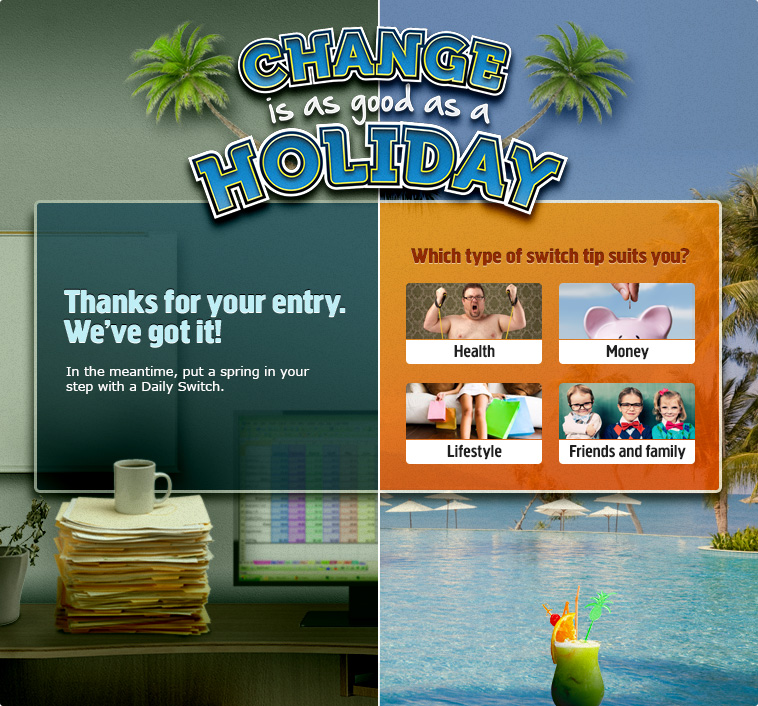 CHANGE
is as good as a
HOLIDAY
Thanks for your entry.
We've got it!
In the meantime, put a spring in your
step with a Daily Switch.
Which type of switch tip suits you?
Health
Money
Lifestyle
Friends and family